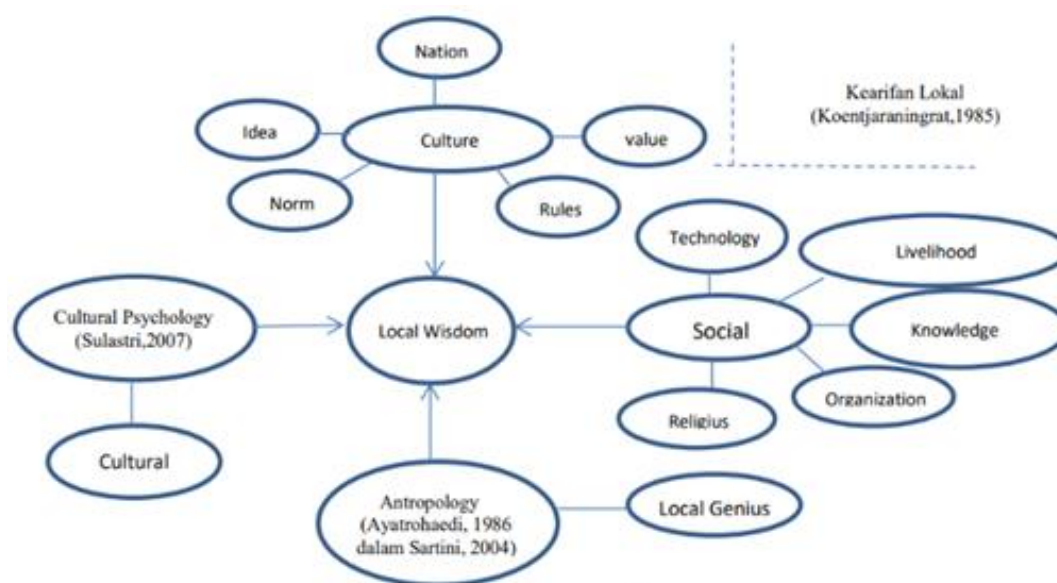 Nation
Kearifan Lokal
(Koentjaraningrat,1985)
Idea
Culture
value
Norm
Rules
Technology
Livelihood
Cultural Psychology
(Sulastri,2007)
Local Wisdom
Social
Knowledge
Religius
Organization
Cultural
Antropology
(Ayatrohaedi, 1986
dalam Sartini, 2004)
Local Genius